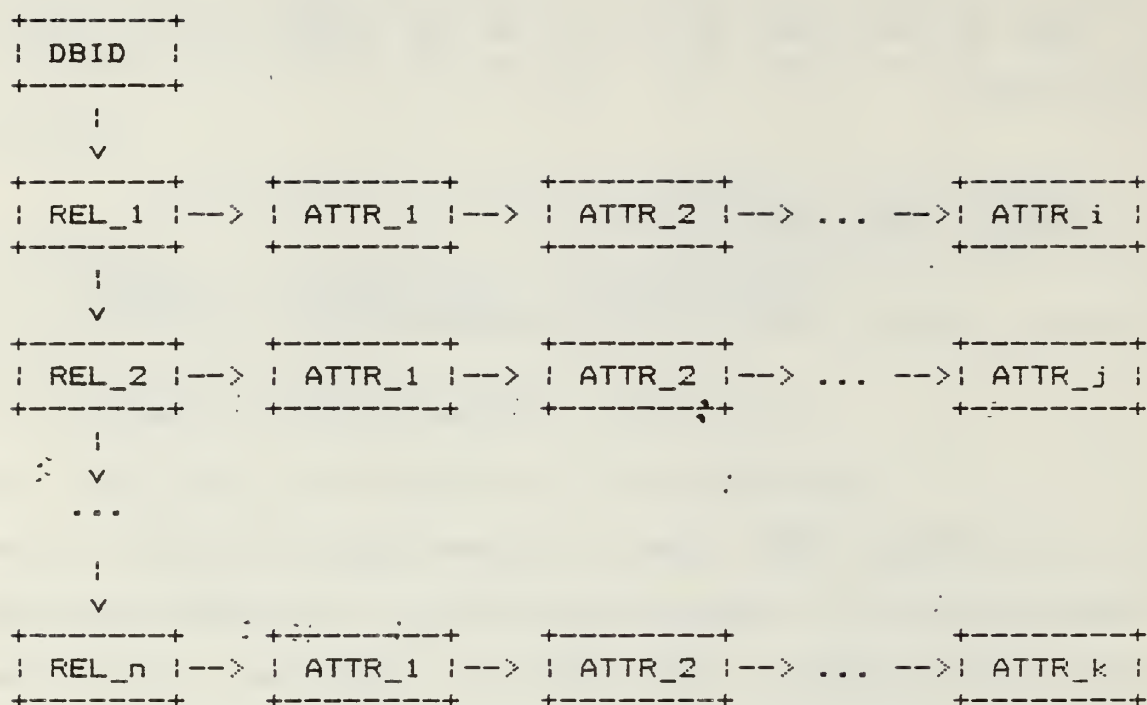 +--------+
¦ DBID ¦
+--------+
¦
v
+--------+ +---------+ +---------+ +---------+
¦ REL_1 ¦--> ¦ ATTR_1 ¦--> ¦ ATTR_2 ¦--> ... -->¦ ATTR_i ¦
+--------+ +---------+ +---------+ +---------+
¦
v
+--------+ +---------+ +---------+ +---------+
¦ REL_2 ¦--> ¦ ATTR_1 ¦--> ¦ ATTR_2 ¦--> ... -->¦ ATTR_j ¦
+--------+ +---------+ +---------+ +---------+
¦
v
...
¦
v
+--------+ +---------+ +---------+ +---------+
¦ REL_n ¦--> ¦ ATTR_1 ¦--> ¦ ATTR_2 ¦--> ... -->¦ ATTR_k ¦
+--------+ +---------+ +---------+ +---------+